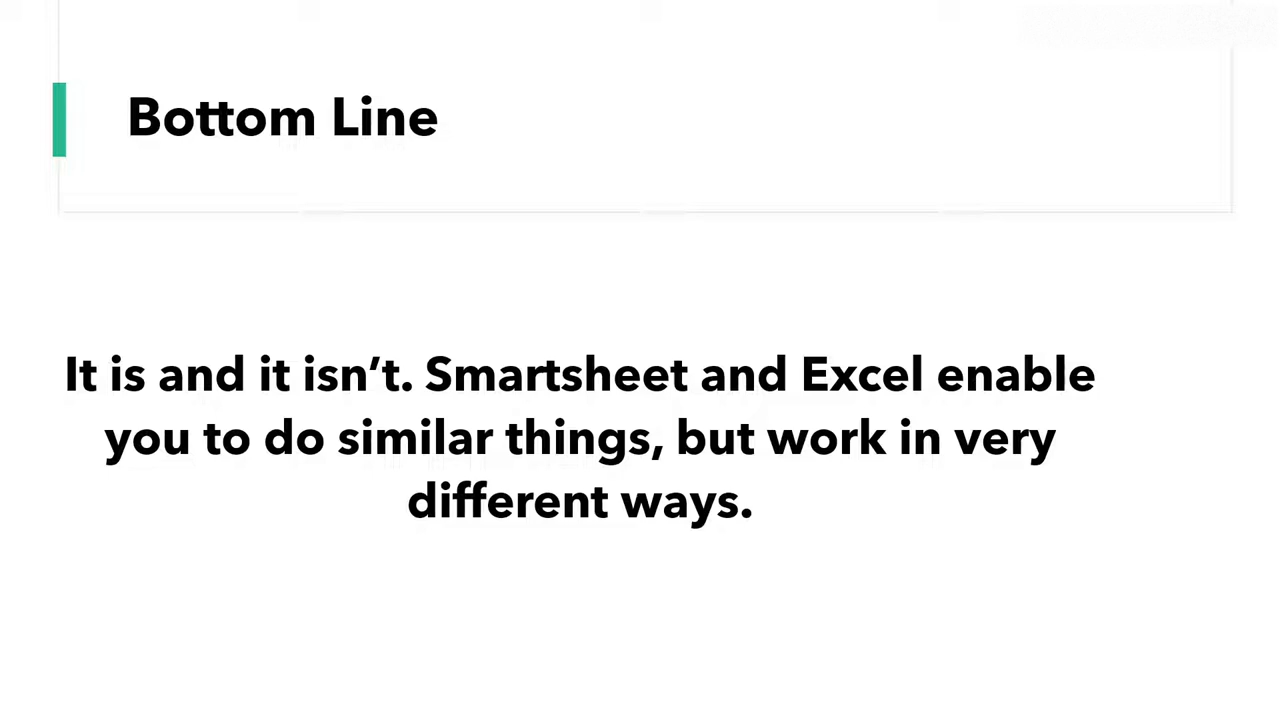 Bottom Line
It is and it isn’t. Smartsheet and Excel enable
you to do similar things, but work in very
different ways.